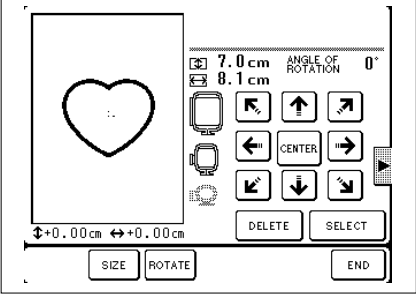 7.0cm ANGLE OF ROTATION 0°
8.1cm
CENTER
DELETE SELECT
↕+0.00cm ↔+0.00cm
SIZE ROTATE END